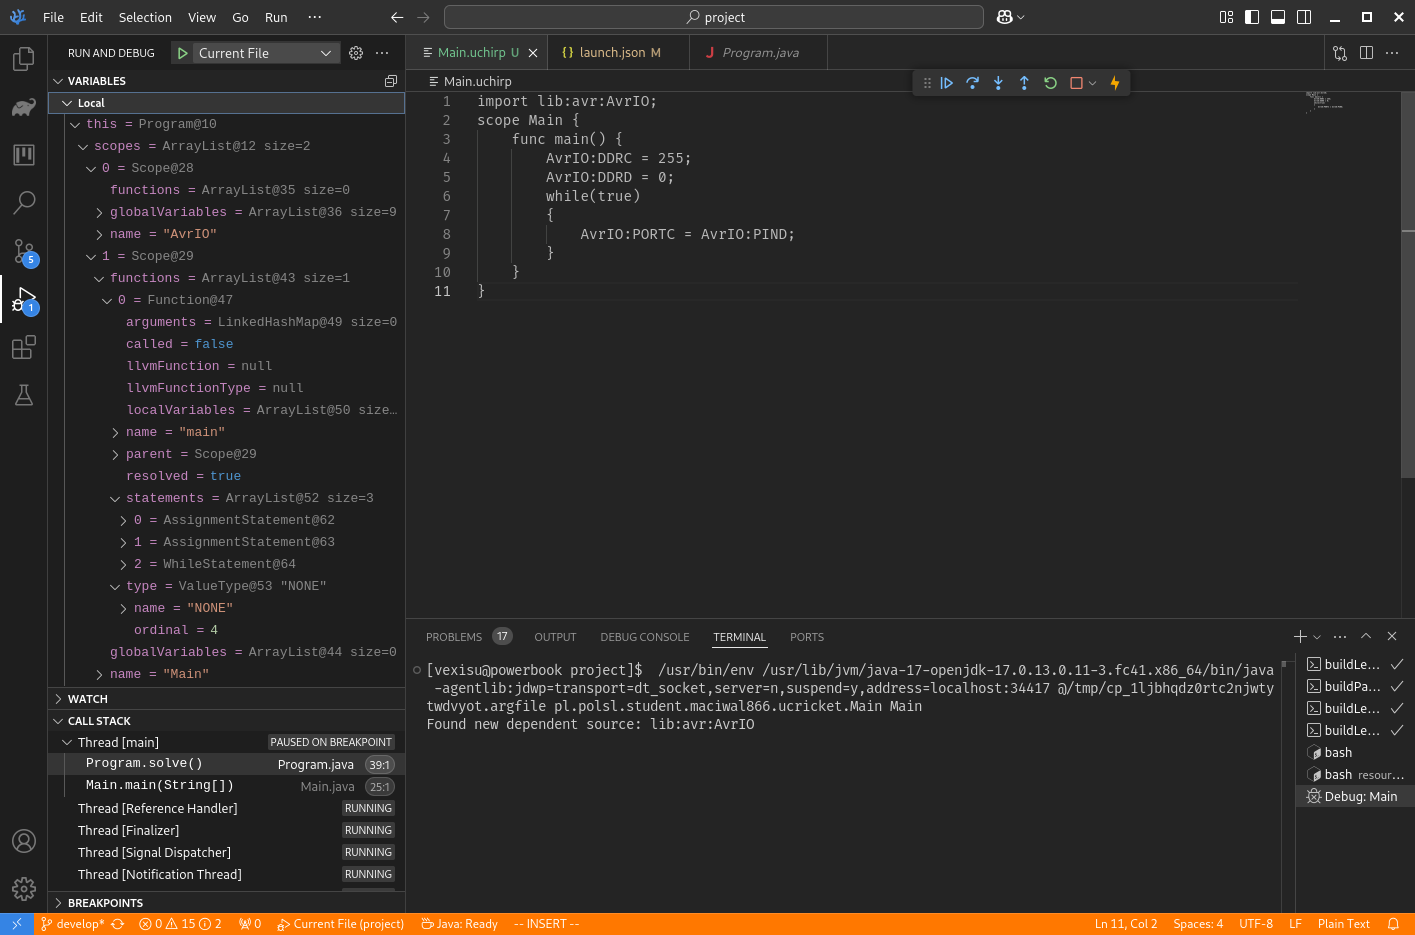 File Edit Selection View Go Run ··· project
RUN AND DEBUG Current File
VARIABLES
Local
this = Program@10
scopes = ArrayList@12 size=2
0 = Scope@28
functions = ArrayList@35 size=0
globalVariables = ArrayList@36 size=9
name = "AvrIO"
1 = Scope@29
functions = ArrayList@43 size=1
0 = Function@47
arguments = LinkedHashMap@49 size=0
called = false
llvmFunction = null
llvmFunctionType = null
localVariables = ArrayList@50 size…
name = "main"
parent = Scope@29
resolved = true
statements = ArrayList@52 size=3
0 = AssignmentStatement@62
1 = AssignmentStatement@63
2 = WhileStatement@64
type = ValueType@53 "NONE"
name = "NONE"
ordinal = 4
globalVariables = ArrayList@44 size=0
name = "Main"
WATCH
CALL STACK
Thread [main] PAUSED ON BREAKPOINT
Program.solve() Program.java 39:1
Main.main(String[]) Main.java 25:1
Thread [Reference Handler] RUNNING
Thread [Finalizer] RUNNING
Thread [Signal Dispatcher] RUNNING
Thread [Notification Thread] RUNNING
BREAKPOINTS
5
1
Main.uchirp U launch.json M Program.java
Main.uchirp
1 import lib:avr:AvrIO;
2 scope Main {
3 func main() {
4 AvrIO:DDRC = 255;
5 AvrIO:DDRD = 0;
6 while(true)
7 {
8 AvrIO:PORTC = AvrIO:PIND;
9 }
10 }
11 }
PROBLEMS 17 OUTPUT DEBUG CONSOLE TERMINAL PORTS
[vexisu@powerbook project]$ /usr/bin/env /usr/lib/jvm/java-17-openjdk-17.0.13.0.11-3.fc41.x86_64/bin/java
-agentlib:jdwp=transport=dt_socket,server=n,suspend=y,address=localhost:34417 @/tmp/cp_1ljbhqdz0rtc2njwty
twdvyot.argfile pl.polsl.student.maciwal866.ucricket.Main Main
Found new dependent source: lib:avr:AvrIO
buildLe…
buildPa…
buildLe…
buildLe…
bash
bash resour…
Debug: Main
develop* 0 15 2 0 Current File (project) Java: Ready -- INSERT -- Ln 11, Col 2 Spaces: 4 UTF-8 LF Plain Text